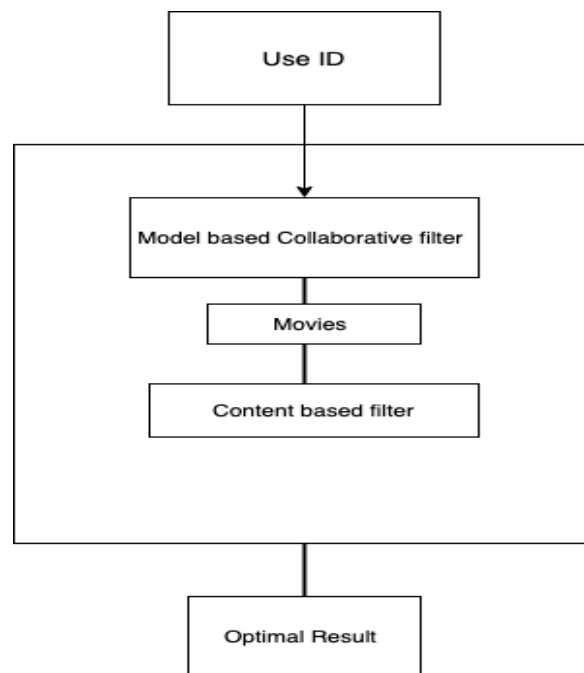 Use ID
Model based Collaborative filter
Movies
Content based filter
Optimal Result